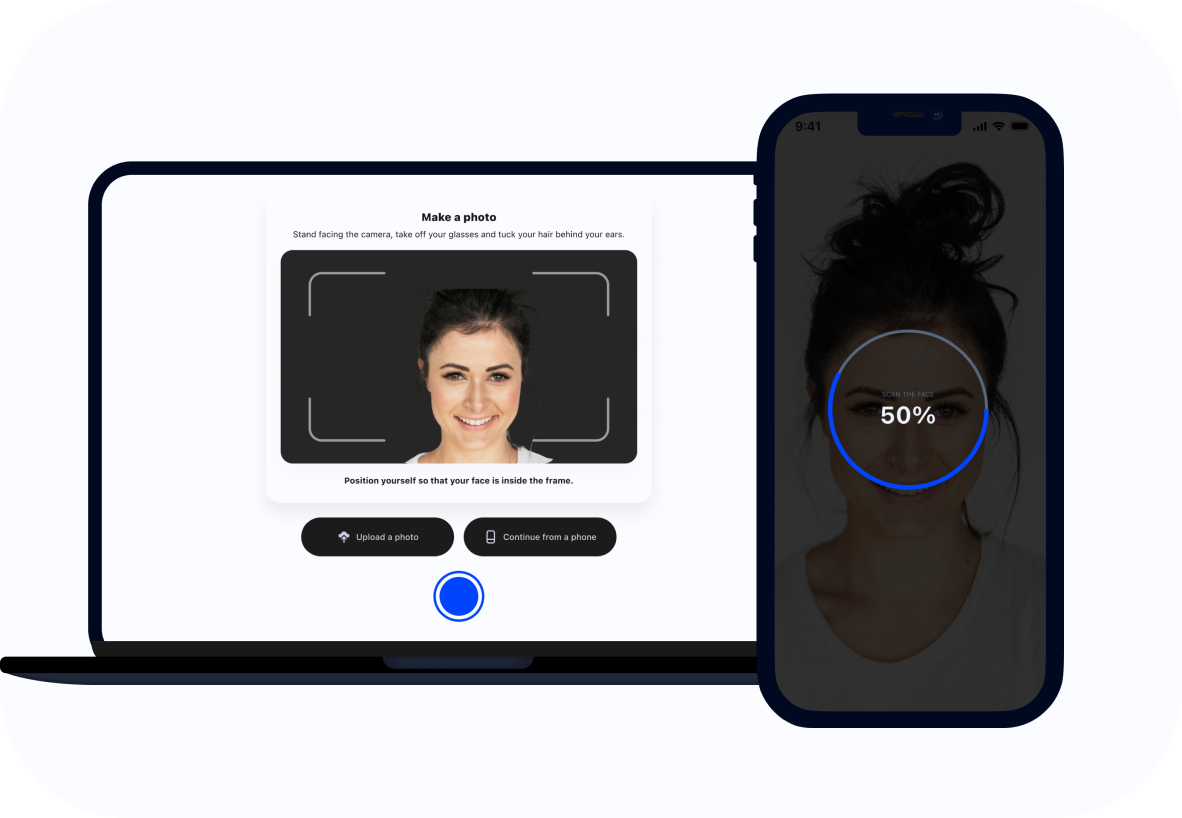 Make a photo
Stand facing the camera, take off your glasses and tuck your hair behind your ears.
Position yourself so that your face is inside the frame.
Upload a photo
Continue from a phone
9:41
SCAN THE FACE
50%